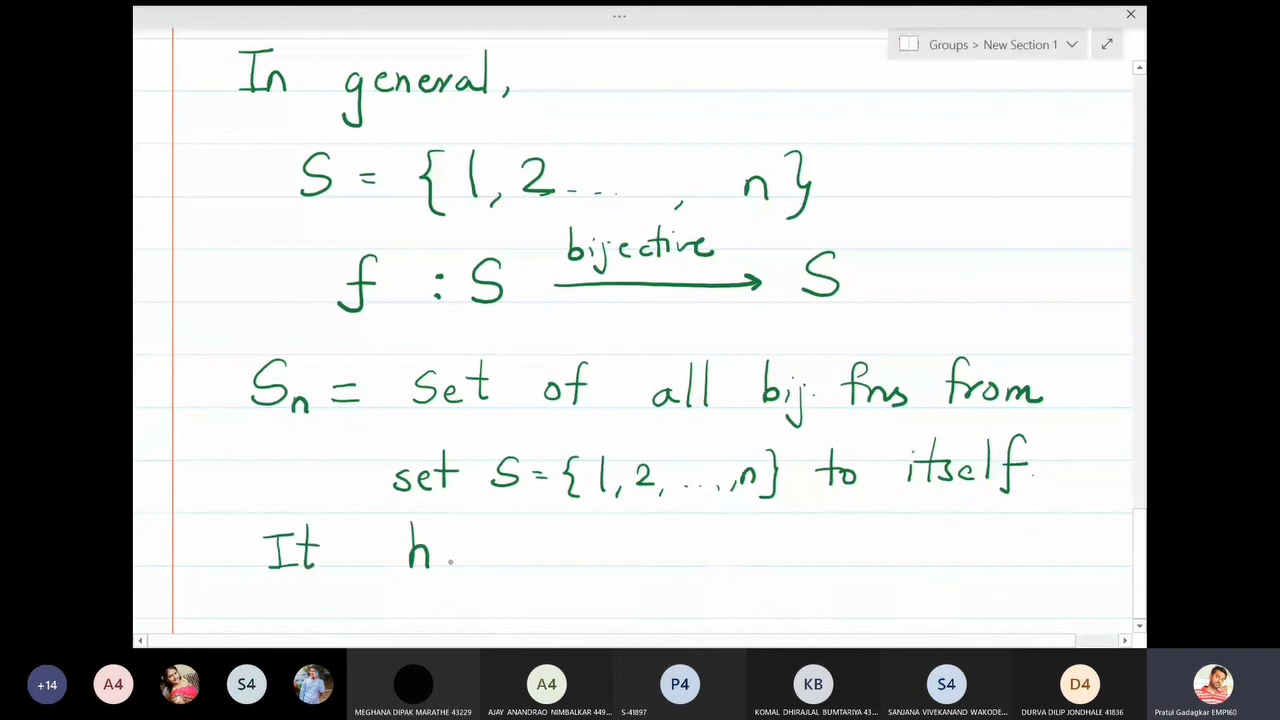 ...
Groups > New Section 1
In general,
S = {1, 2 ... , n}
bijective
f : S ⟶ S
Sn = Set of all bij. fns from
set S = {1, 2, ..., n} to itself.
It h
+14 A4 S4 A4 P4 KB S4 D4
MEGHANA DIPAK MARATHE 43229 AJAY ANANDRAO NIMBALKAR 449... S-41897 KOMAL DHIRAJLAL BUMTARIYA 43... SANJANA VIVEKANAND WAKODE... DURVA DILIP JONDHALE 41836 Pratul Gadagkar EMP160